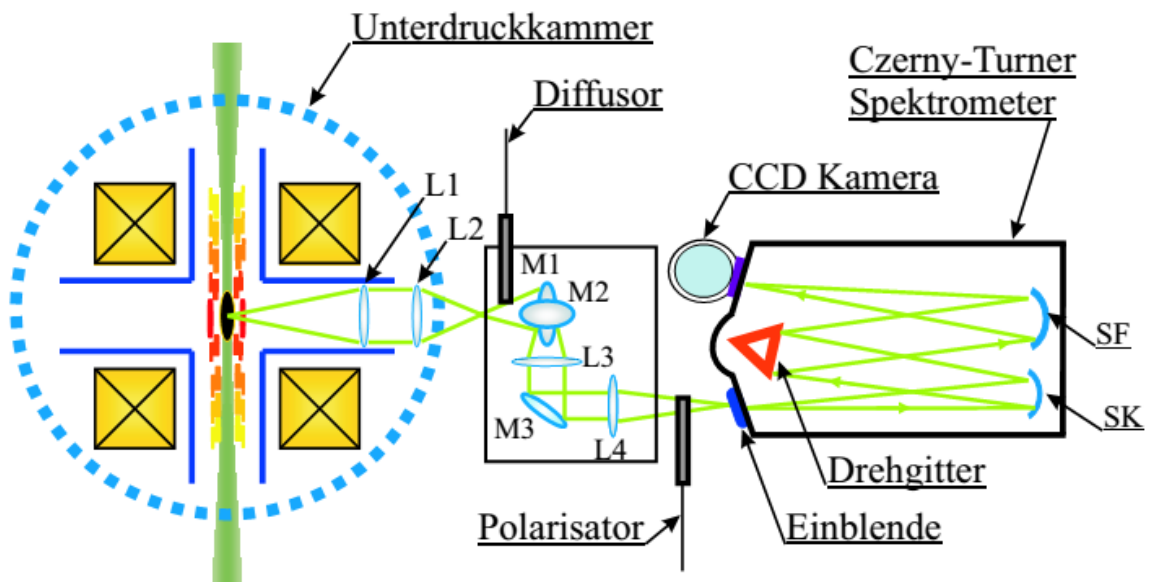 Unterdruckkammer
Diffusor
Czerny-Turner
Spektrometer
CCD Kamera
L1
L2
M1
M2
L3
M3
L4
SF
SK
Drehgitter
Polarisator
Einblende